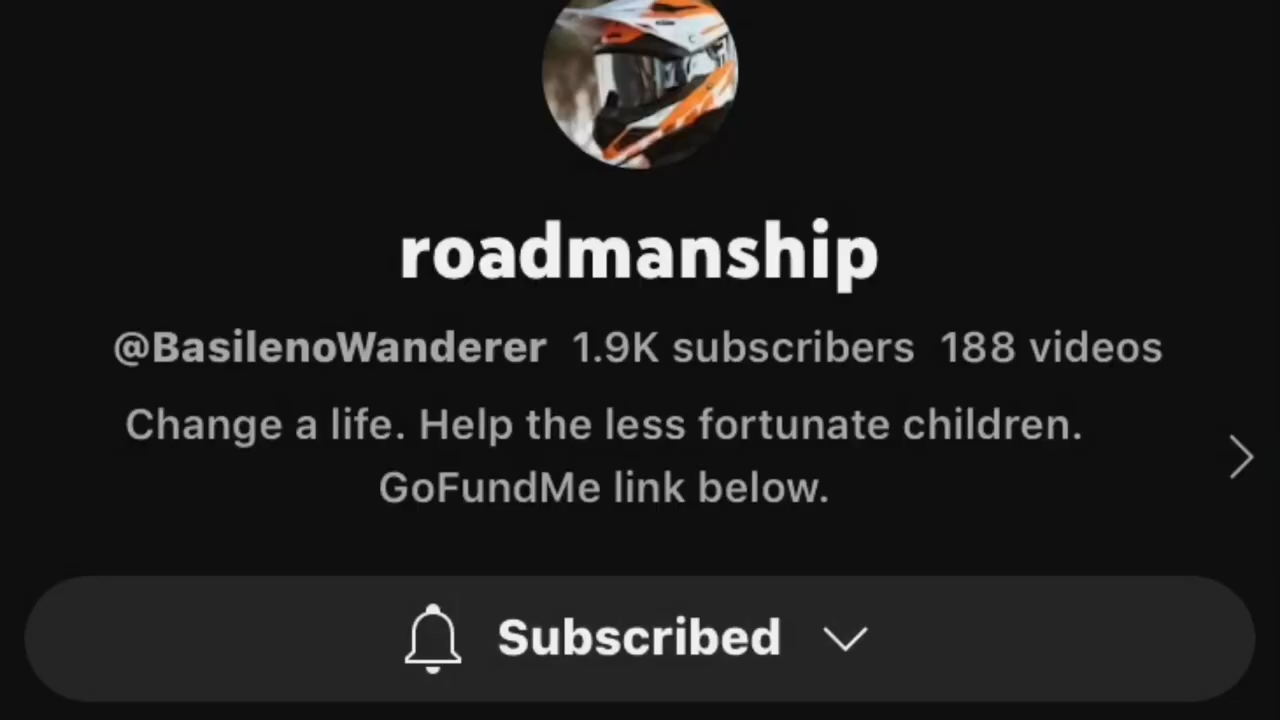 roadmanship
@BasilenoWanderer 1.9K subscribers 188 videos
Change a life. Help the less fortunate children.
GoFundMe link below.
Subscribed